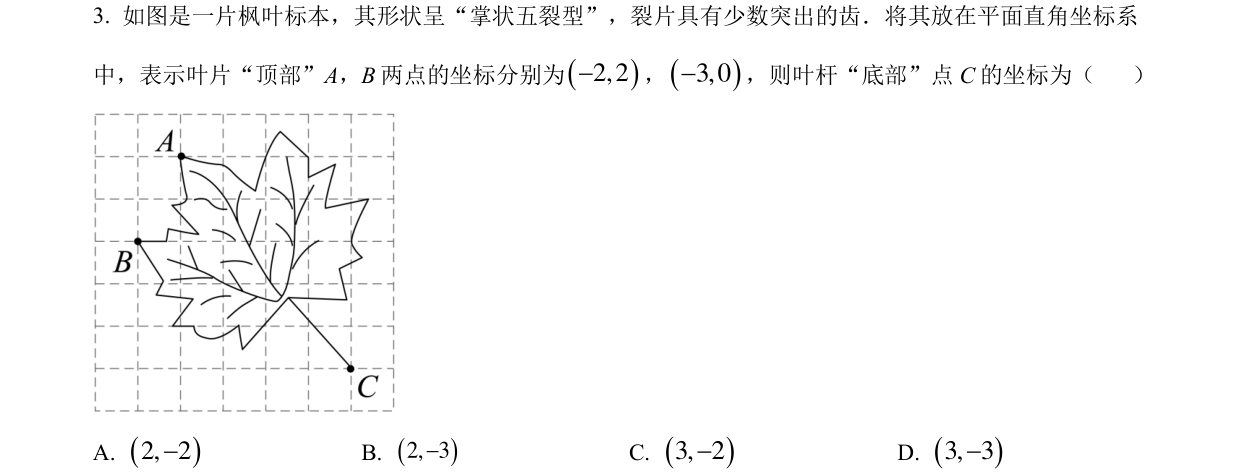 3. 如图是一片枫叶标本，其形状呈“掌状五裂型”，裂片具有少数突出的齿．将其放在平面直角坐标系
中，表示叶片“顶部”A，B 两点的坐标分别为(−2,2)，(−3,0)，则叶杆“底部”点 C 的坐标为（　　）
A
B
C
A. (2,−2)　　B. (2,−3)　　C. (3,−2)　　D. (3,−3)